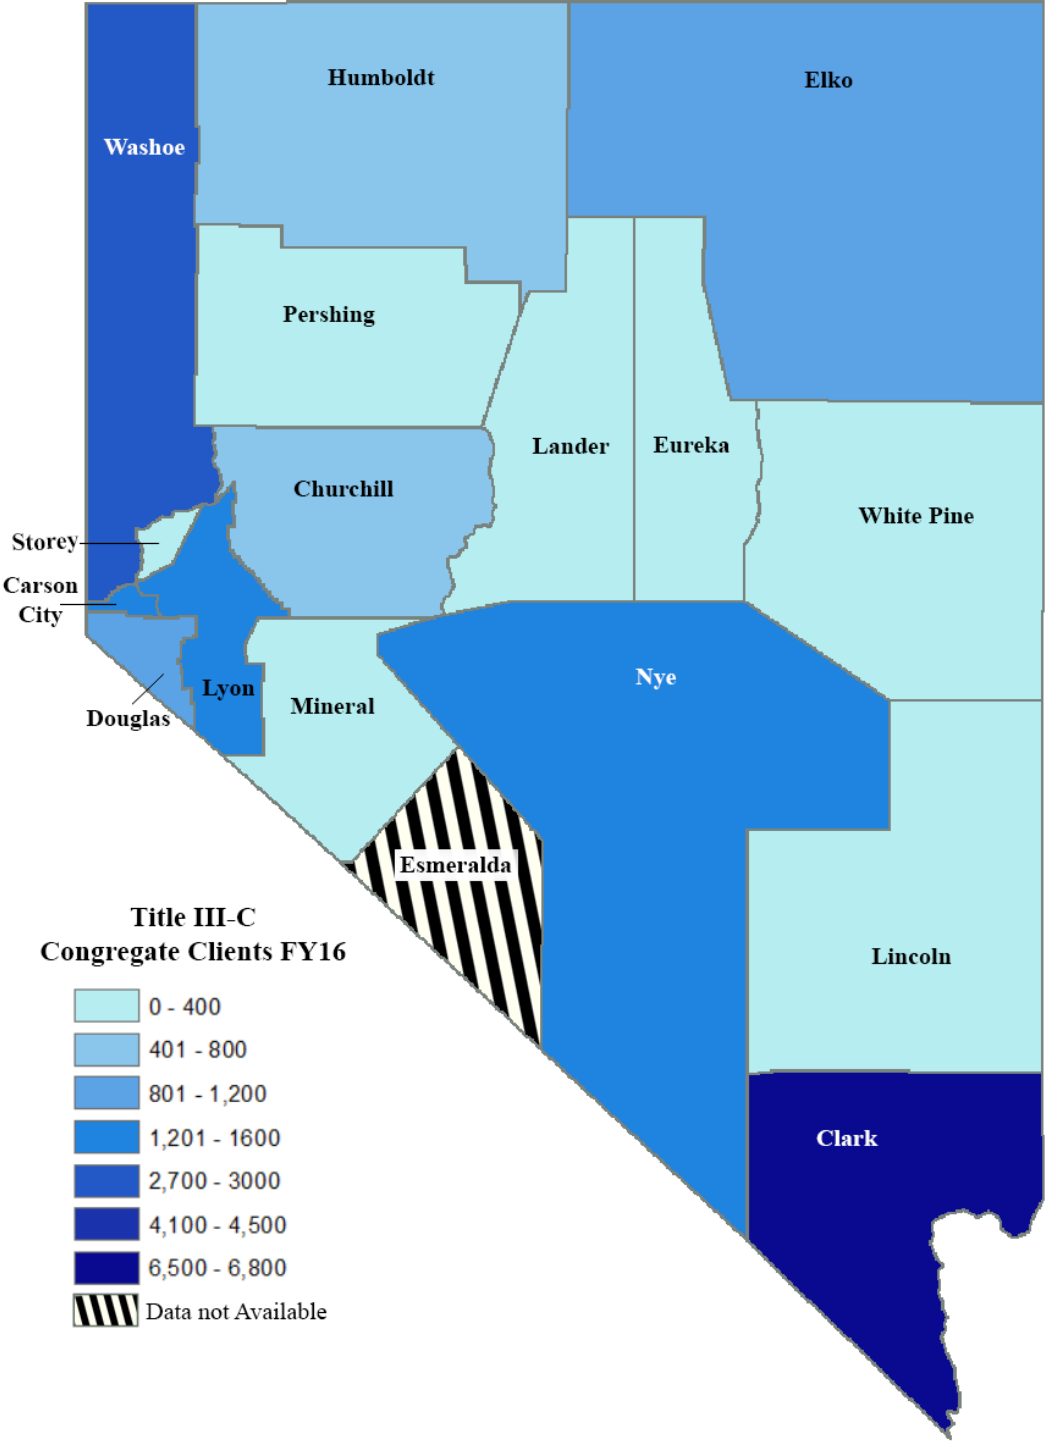 Humboldt
Elko
Washoe
Pershing
Lander
Eureka
Churchill
White Pine
Storey
Carson
City
Nye
Lyon
Mineral
Douglas
Esmeralda
Title III-C
Congregate Clients FY16
Lincoln
0 - 400
401 - 800
801 - 1,200
Clark
1,201 - 1600
2,700 - 3000
4,100 - 4,500
6,500 - 6,800
Data not Available